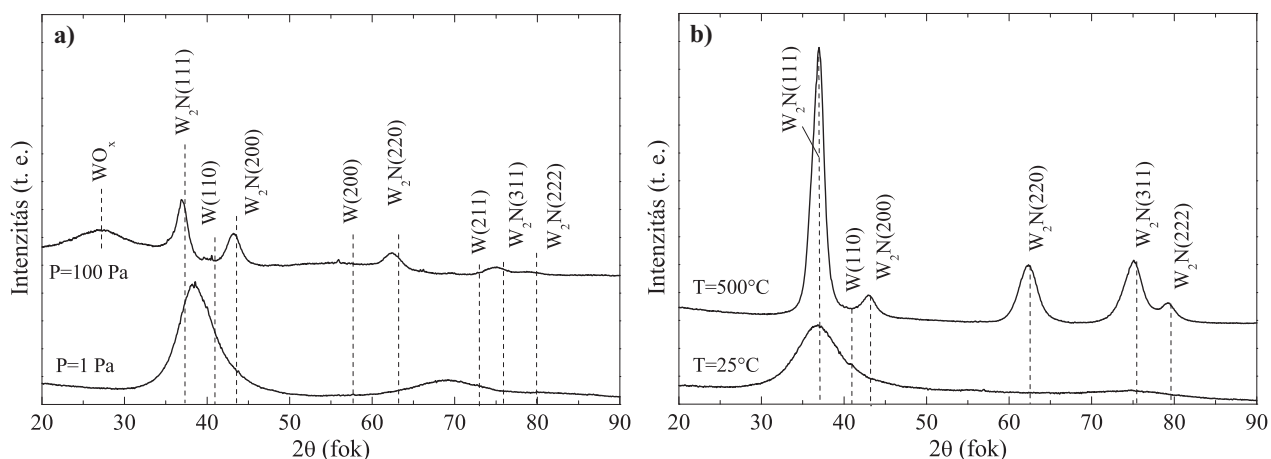 a)
Intenzitás (t. e.)
WOₓ
W₂N(111)
W(110)
W₂N(200)
W(200)
W₂N(220)
W(211)
W₂N(311)
W₂N(222)
P=100 Pa
P=1 Pa
20 30 40 50 60 70 80 90
2θ (fok)
b)
Intenzitás (t. e.)
W₂N(111)
W(110)
W₂N(200)
W₂N(220)
W₂N(311)
W₂N(222)
T=500°C
T=25°C
20 30 40 50 60 70 80 90
2θ (fok)